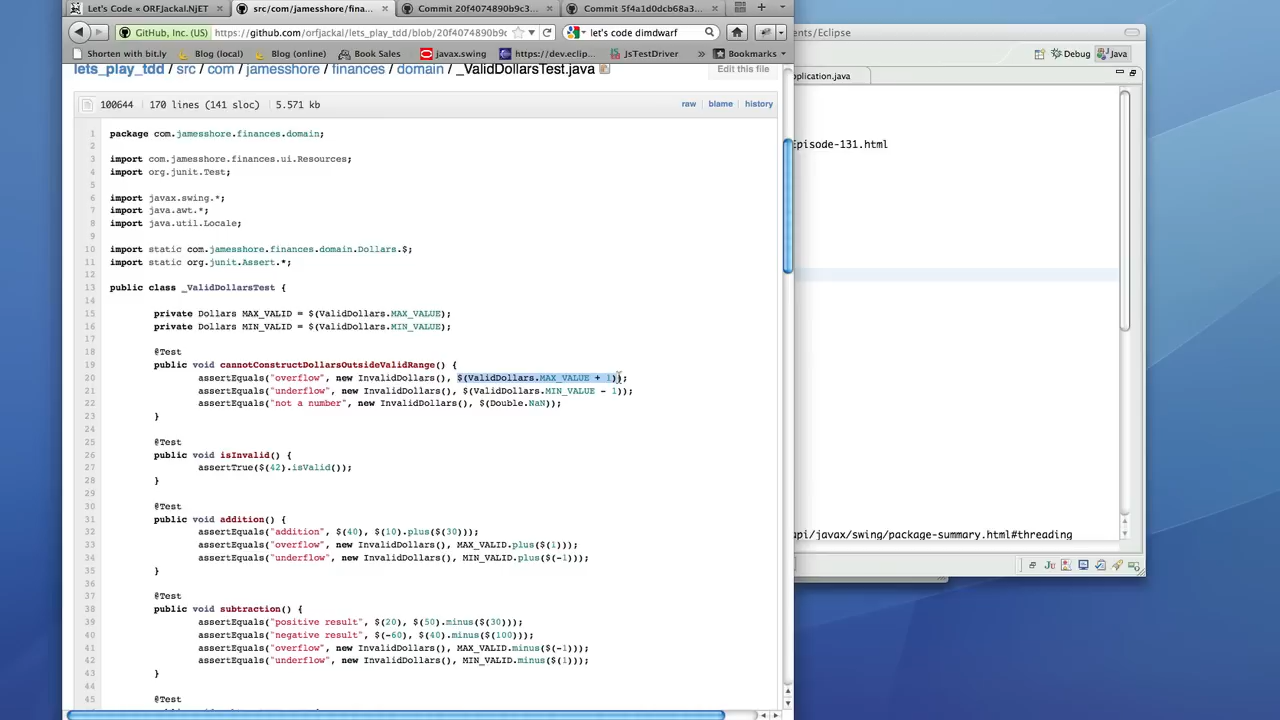 Let's Code « ORFJackal.NET
src/com/jamesshore/fina...
Commit 20f4074890b9c3...
Commit 5f4a1d0dcb68a3...
GitHub, Inc. (US)
https://github.com/orfjackal/lets_play_tdd/blob/20f4074890b9c
let's code dimdwarf
ents/Eclipse
Shorten with bit.ly
Blog (local)
Blog (online)
Book Sales
javax.swing
https://dev.eclip...
JsTestDriver
»
Bookmarks
Debug
Java
lets_play_tdd / src / com / jamesshore / finances / domain / _ValidDollarsTest.java
Edit this file
pplication.java
100644 170 lines (141 sloc) 5.571 kb
raw blame history
1 package com.jamesshore.finances.domain;
2
3 import com.jamesshore.finances.ui.Resources;
4 import org.junit.Test;
5
6 import javax.swing.*;
7 import java.awt.*;
8 import java.util.Locale;
9
10 import static com.jamesshore.finances.domain.Dollars.$;
11 import static org.junit.Assert.*;
12
13 public class _ValidDollarsTest {
14
15 private Dollars MAX_VALID = $(ValidDollars.MAX_VALUE);
16 private Dollars MIN_VALID = $(ValidDollars.MIN_VALUE);
17
18 @Test
19 public void cannotConstructDollarsOutsideValidRange() {
20 assertEquals("overflow", new InvalidDollars(), $(ValidDollars.MAX_VALUE + 1));
21 assertEquals("underflow", new InvalidDollars(), $(ValidDollars.MIN_VALUE - 1));
22 assertEquals("not a number", new InvalidDollars(), $(Double.NaN));
23 }
24
25 @Test
26 public void isInvalid() {
27 assertTrue($(42).isValid());
28 }
29
30 @Test
31 public void addition() {
32 assertEquals("addition", $(40), $(10).plus($(30)));
33 assertEquals("overflow", new InvalidDollars(), MAX_VALID.plus($(1)));
34 assertEquals("underflow", new InvalidDollars(), MIN_VALID.plus($(-1)));
35 }
36
37 @Test
38 public void subtraction() {
39 assertEquals("positive result", $(20), $(50).minus($(30)));
40 assertEquals("negative result", $(-60), $(40).minus($(100)));
41 assertEquals("overflow", new InvalidDollars(), MAX_VALID.minus($(-1)));
42 assertEquals("underflow", new InvalidDollars(), MIN_VALID.minus($(1)));
43 }
44
45 @Test
Episode-131.html
api/javax/swing/package-summary.html#threading